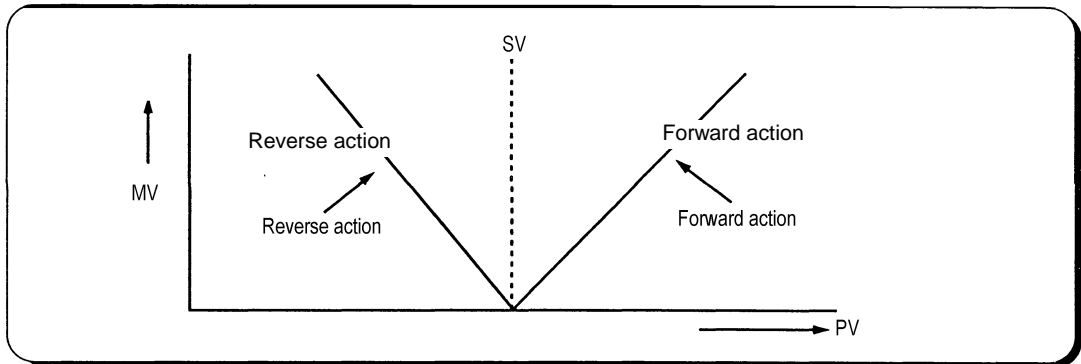 SV
Reverse action
Forward action
MV
Reverse action
Forward action
PV